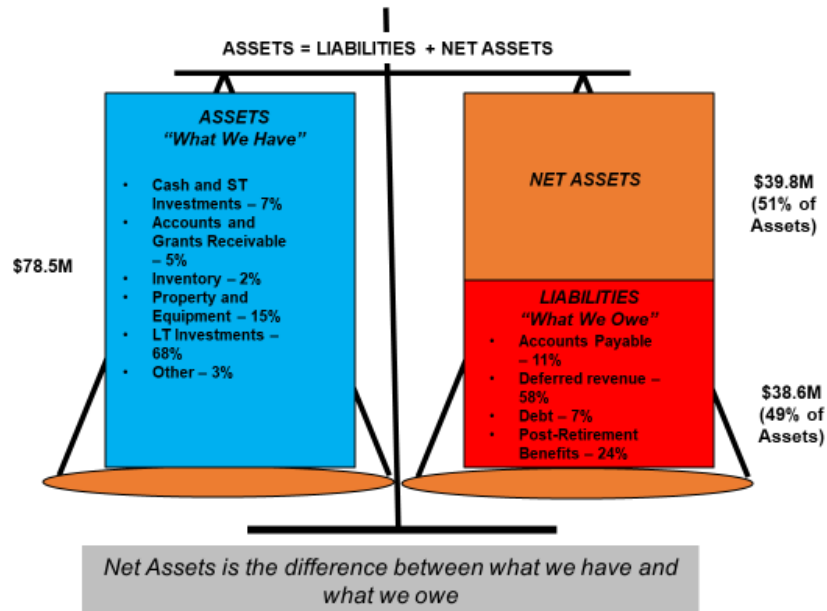 ASSETS = LIABILITIES + NET ASSETS
ASSETS
“What We Have”
• Cash and ST
Investments – 7%
• Accounts and
Grants Receivable
– 5%
• Inventory – 2%
• Property and
Equipment – 15%
• LT Investments –
68%
• Other – 3%
$78.5M
NET ASSETS
$39.8M
(51% of
Assets)
LIABILITIES
“What We Owe”
• Accounts Payable
– 11%
• Deferred revenue –
58%
• Debt – 7%
• Post-Retirement
Benefits – 24%
$38.6M
(49% of
Assets)
Net Assets is the difference between what we have and
what we owe